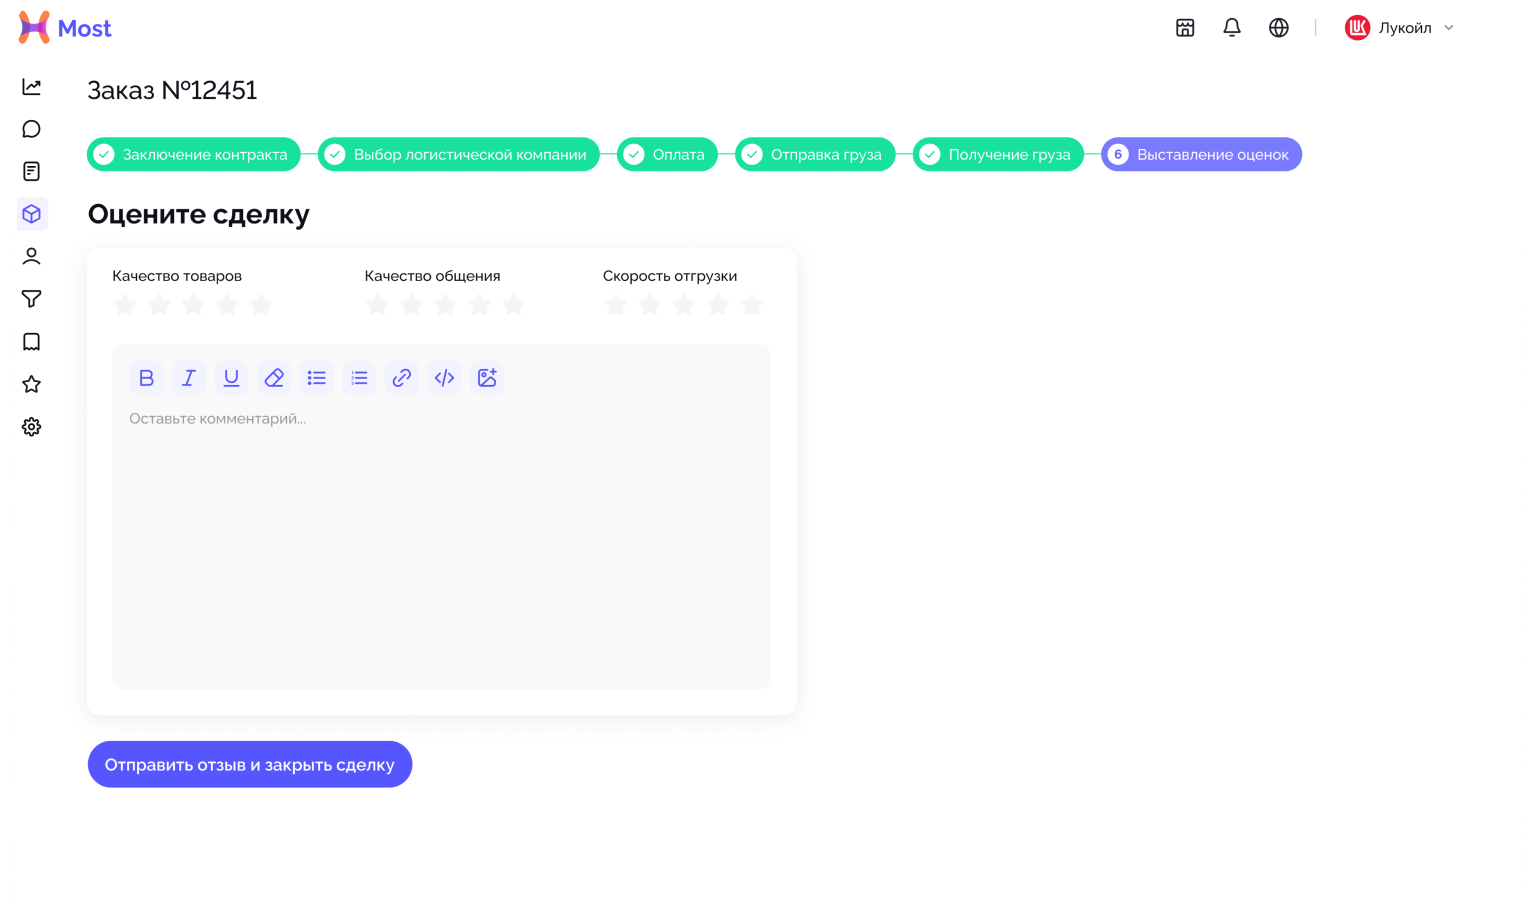 Most
Лукойл
Заказ №12451
Заключение контракта
Выбор логистической компании
Оплата
Отправка груза
Получение груза
6 Выставление оценок
Оцените сделку
Качество товаров
Качество общения
Скорость отгрузки
Оставьте комментарий...
Отправить отзыв и закрыть сделку